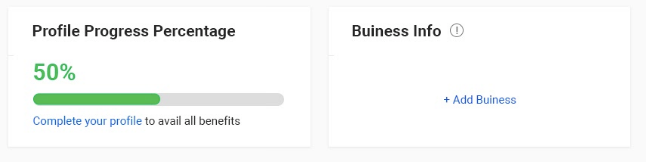 Profile Progress Percentage
50%
Complete your profile to avail all benefits
Buiness Info
+ Add Buiness